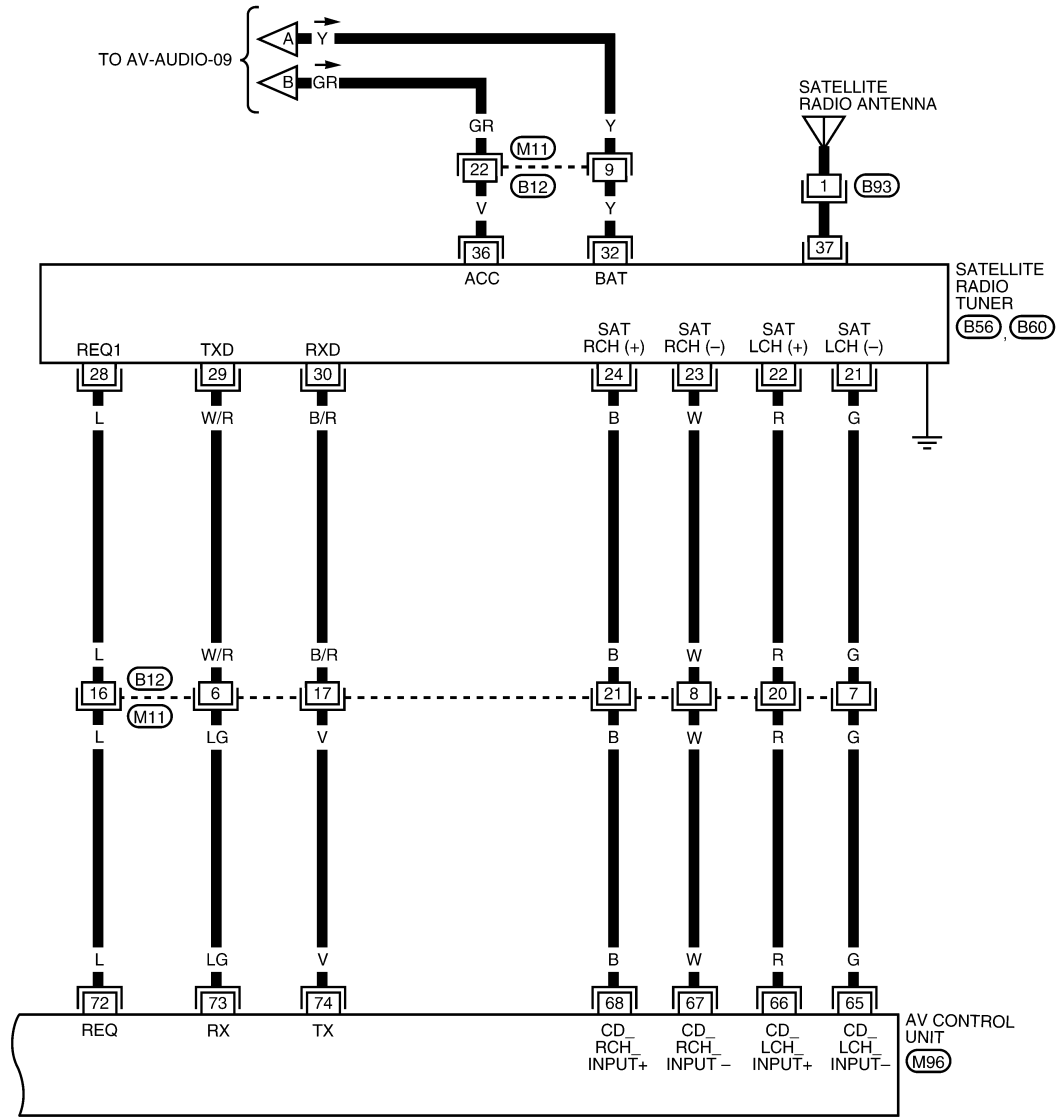 A Y
TO AV-AUDIO-09
B GR
SATELLITE
RADIO ANTENNA
GR Y
M11
22 9
B12
1 B93
V Y
36 32 37
ACC BAT
SATELLITE
RADIO
TUNER
B56 , B60
REQ1 TXD RXD
SAT SAT SAT SAT
RCH (+) RCH (–) LCH (+) LCH (–)
28 29 30 24 23 22 21
L W/R B/R B W R G
L W/R B/R B W R G
B12
16 6 17 21 8 20 7
M11
L LG V B W R G
L LG V B W R G
72 73 74 68 67 66 65
REQ RX TX
CD_ CD_ CD_ CD_
RCH_ RCH_ LCH_ LCH_
INPUT+ INPUT – INPUT+ INPUT–
AV CONTROL
UNIT
M96